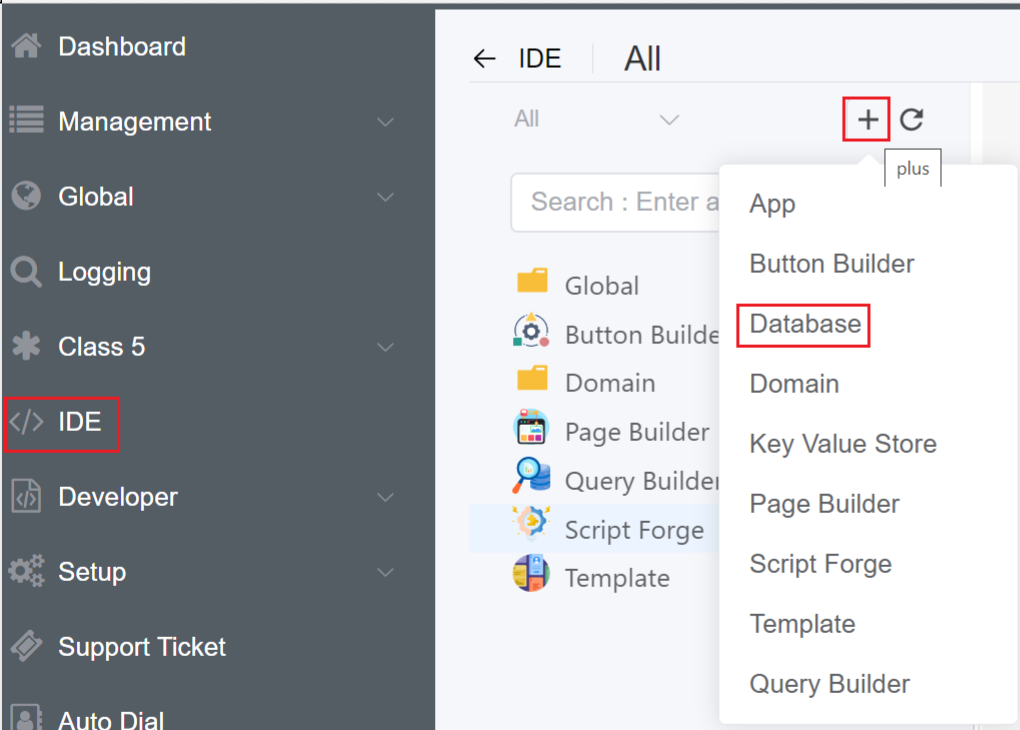 Dashboard
Management
Global
Logging
Class 5
IDE
Developer
Setup
Support Ticket
Auto Dial
IDE
All
All
plus
Search : Enter a
Global
Button Builde
Domain
Page Builder
Query Builder
Script Forge
Template
App
Button Builder
Database
Domain
Key Value Store
Page Builder
Script Forge
Template
Query Builder